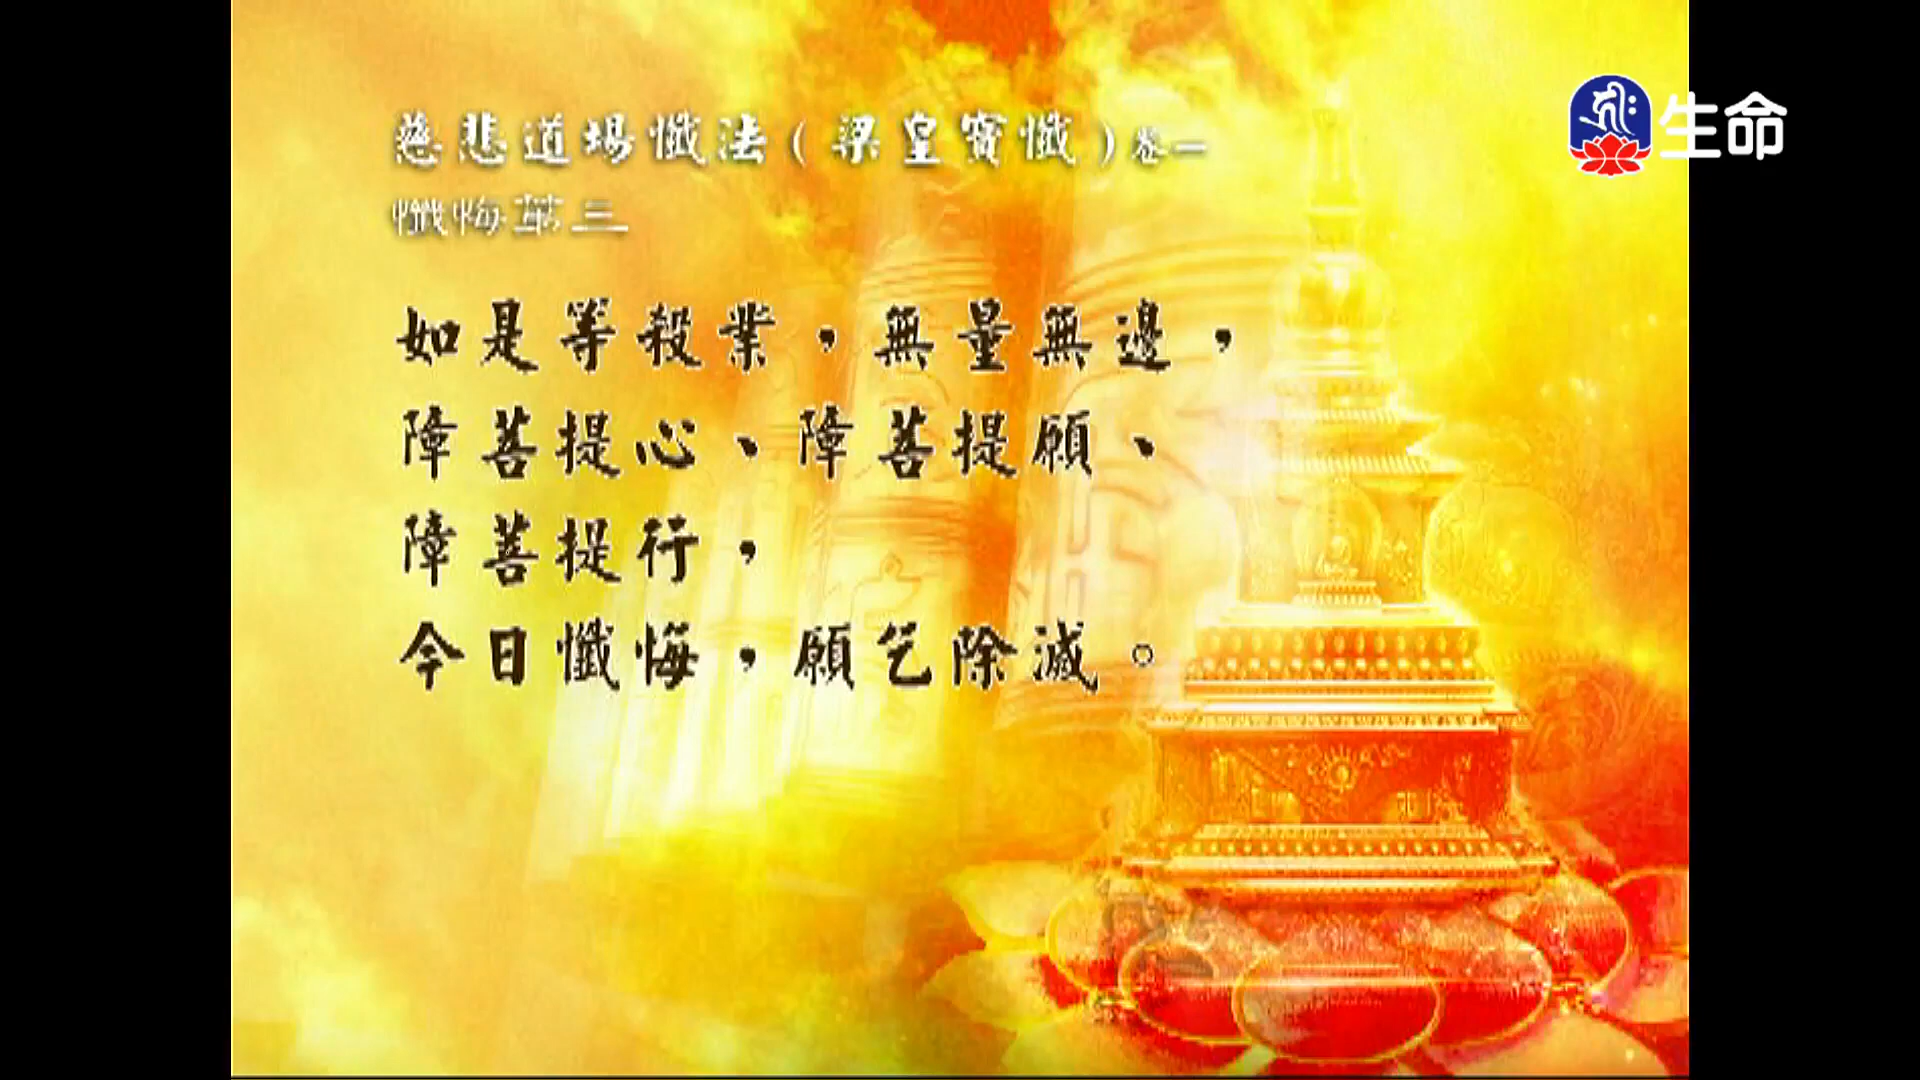 慈悲道場懺法(梁皇寶懺)卷一
懺悔第三
生命
如是等殺業，無量無邊，
障菩提心、障菩提願、
障菩提行，
今日懺悔，願乞除滅。